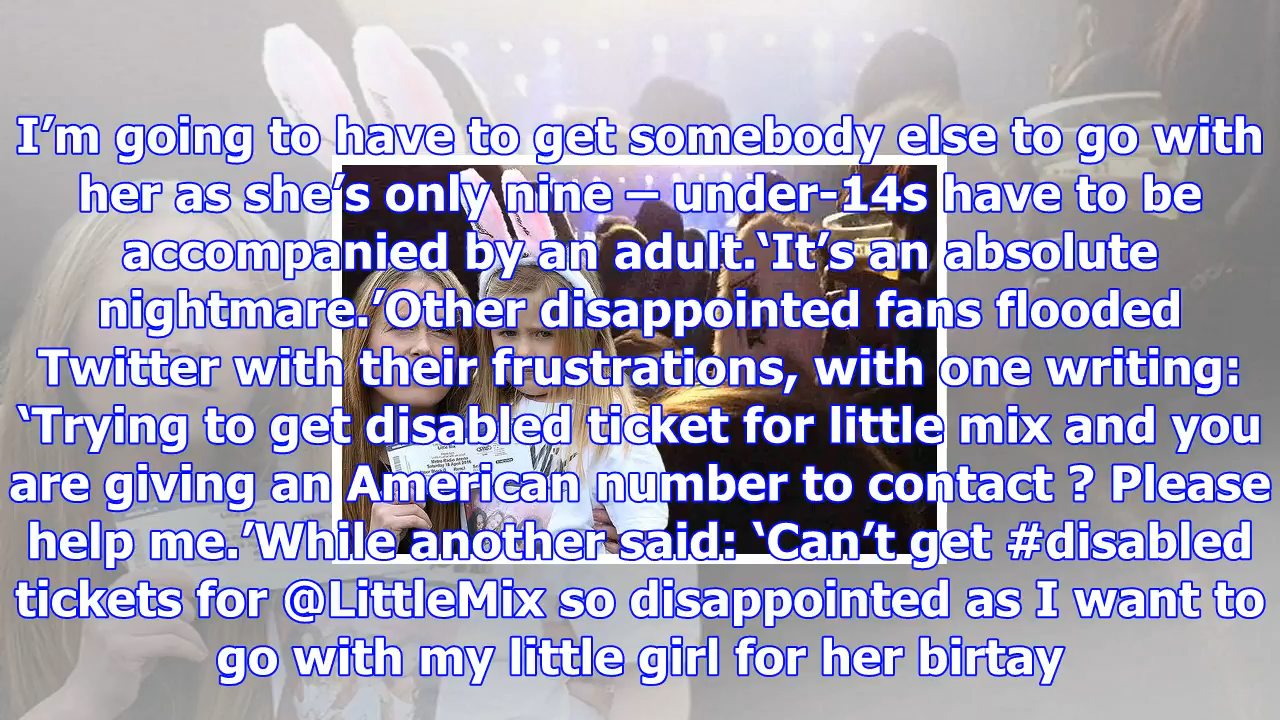 I’m going to have to get somebody else to go with
her as she’s only nine – under-14s have to be
accompanied by an adult.‘It’s an absolute
nightmare.’Other disappointed fans flooded
Twitter with their frustrations, with one writing:
‘Trying to get disabled ticket for little mix and you
are giving an American number to contact ? Please
help me.’While another said: ‘Can’t get #disabled
tickets for @LittleMix so disappointed as I want to
go with my little girl for her birtay